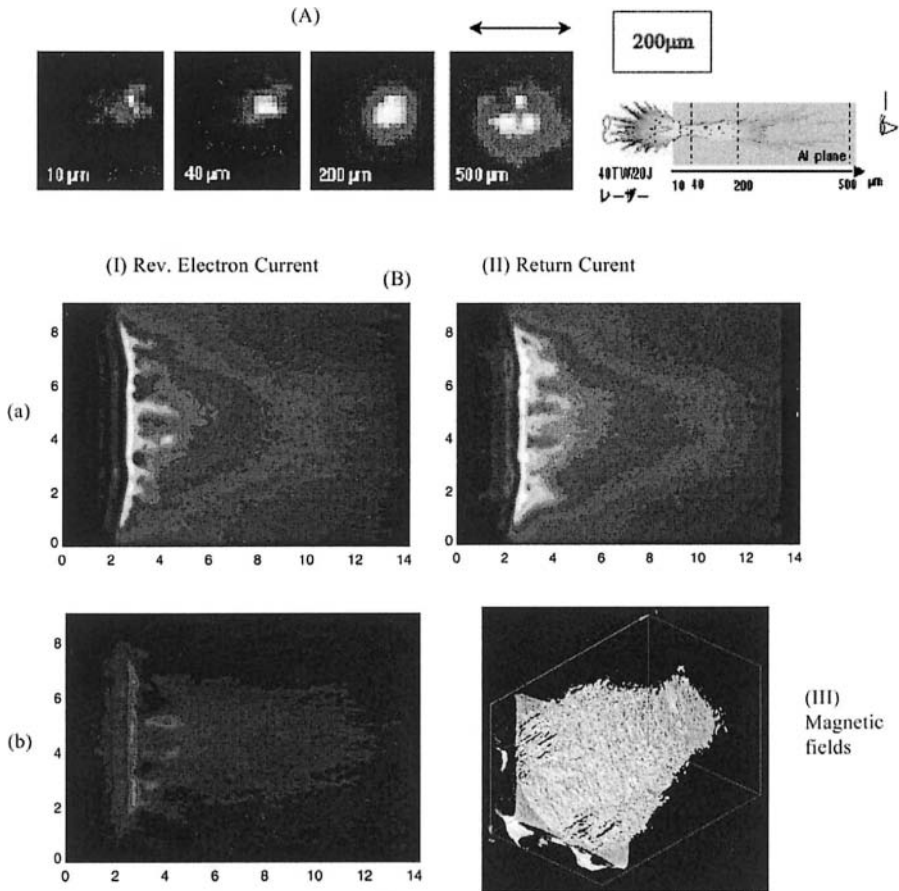 (A)
200μm
10 μm
40 μm
200 μm
500 μm
Al plane
40TW/20J
レーザー
10 40 200 500 μm
(I) Rev. Electron Current
(B)
(II) Return Curent
(a)
8
6
4
2
0
0 2 4 6 8 10 12 14
8
6
4
2
0
0 2 4 6 8 10 12 14
(b)
8
6
4
2
0
0 2 4 6 8 10 12 14
(III)
Magnetic
fields